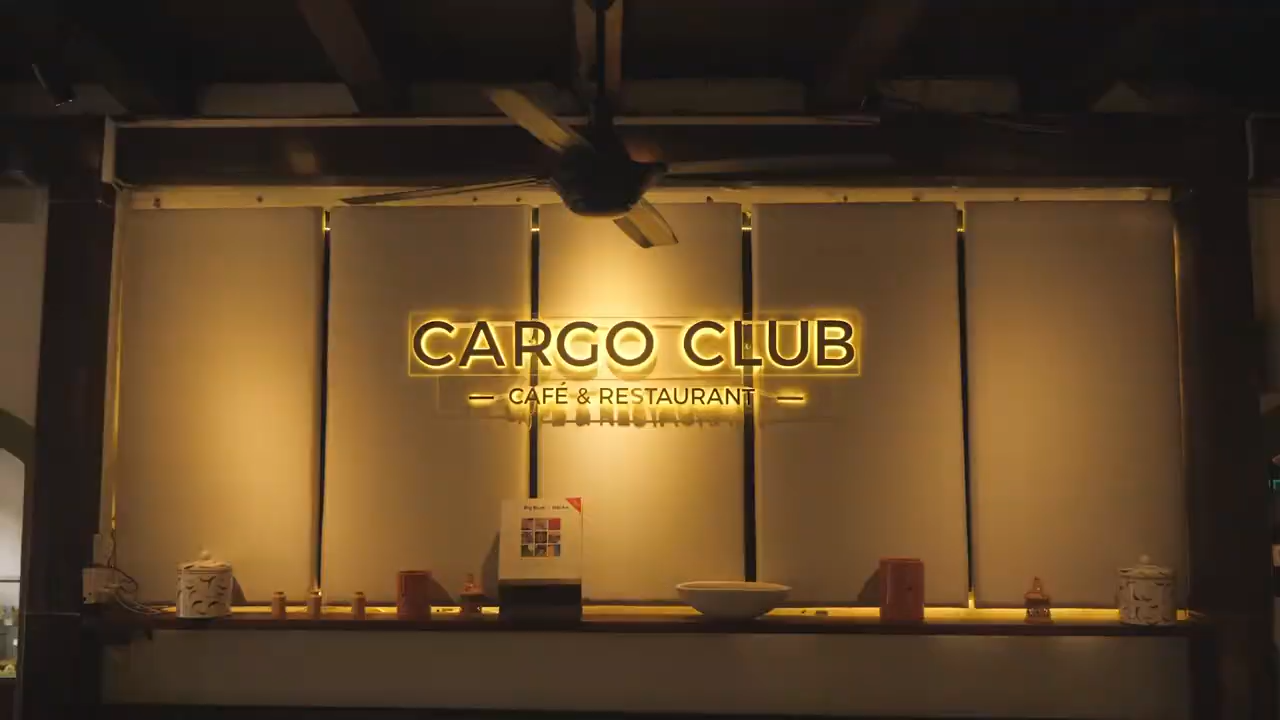 CARGO CLUB
— CAFÉ & RESTAURANT —